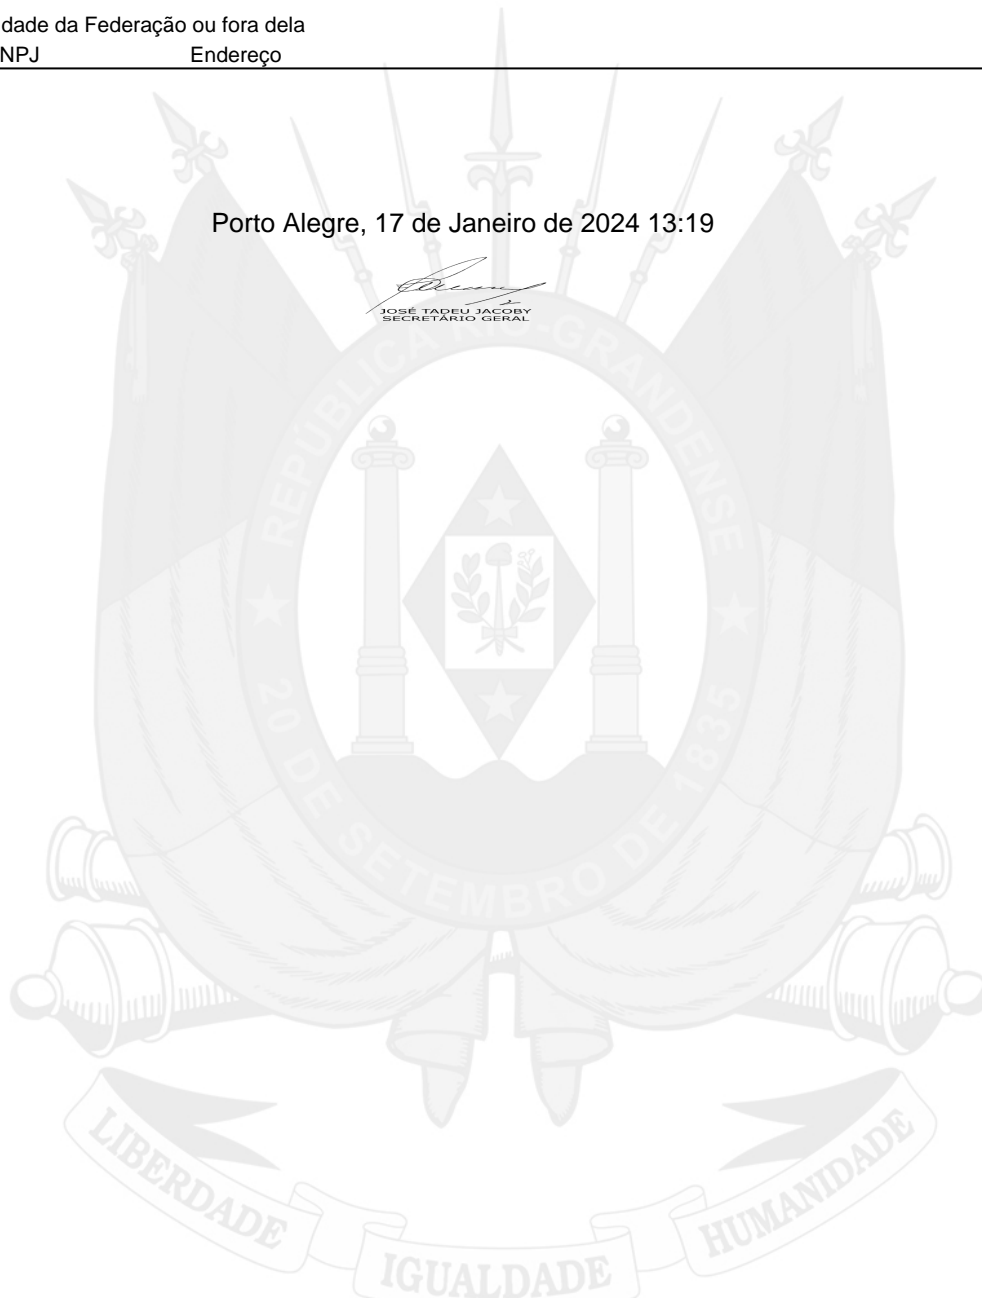 dade da Federação ou fora dela
NPJ Endereço
Porto Alegre, 17 de Janeiro de 2024 13:19
JOSÉ TADEU JACOBY
SECRETÁRIO GERAL
REPÚBLICA RIO-GRANDENSE
20 DE SETEMBRO DE 1835
LIBERDADE
IGUALDADE
HUMANIDADE